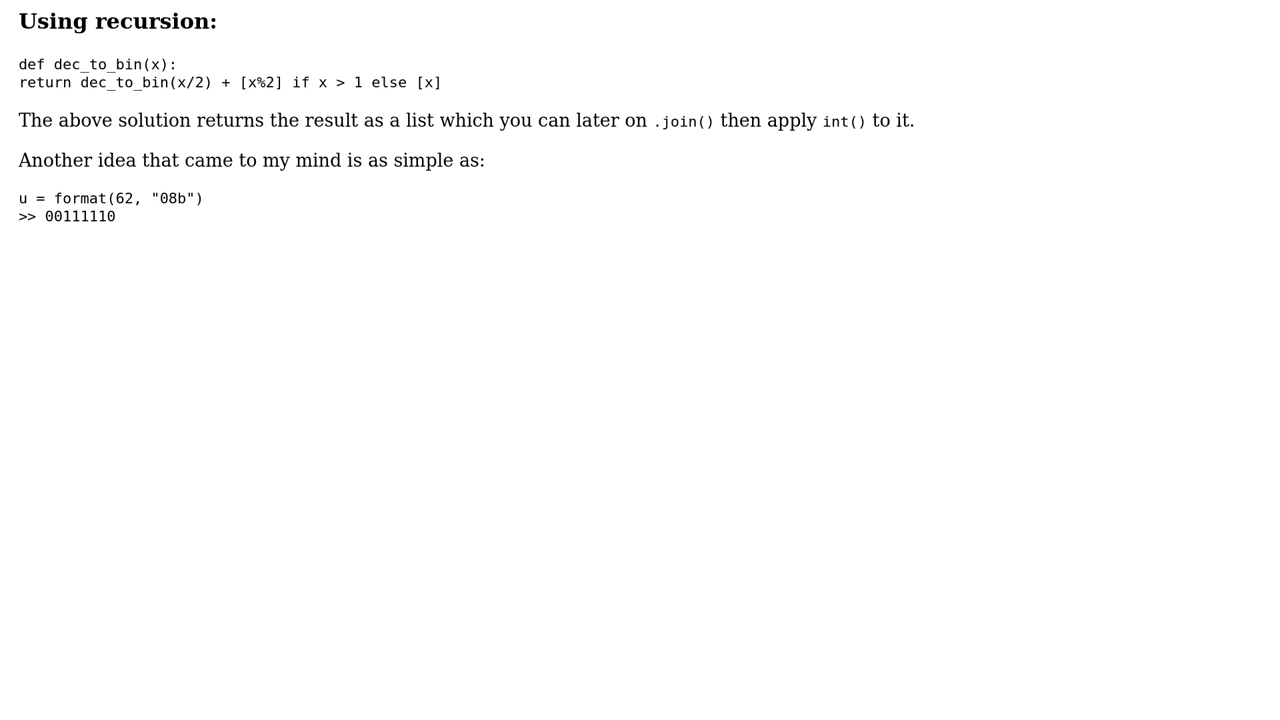 Using recursion:
def dec_to_bin(x):
return dec_to_bin(x/2) + [x%2] if x > 1 else [x]
The above solution returns the result as a list which you can later on .join() then apply int() to it.
Another idea that came to my mind is as simple as:
u = format(62, "08b")
>> 00111110